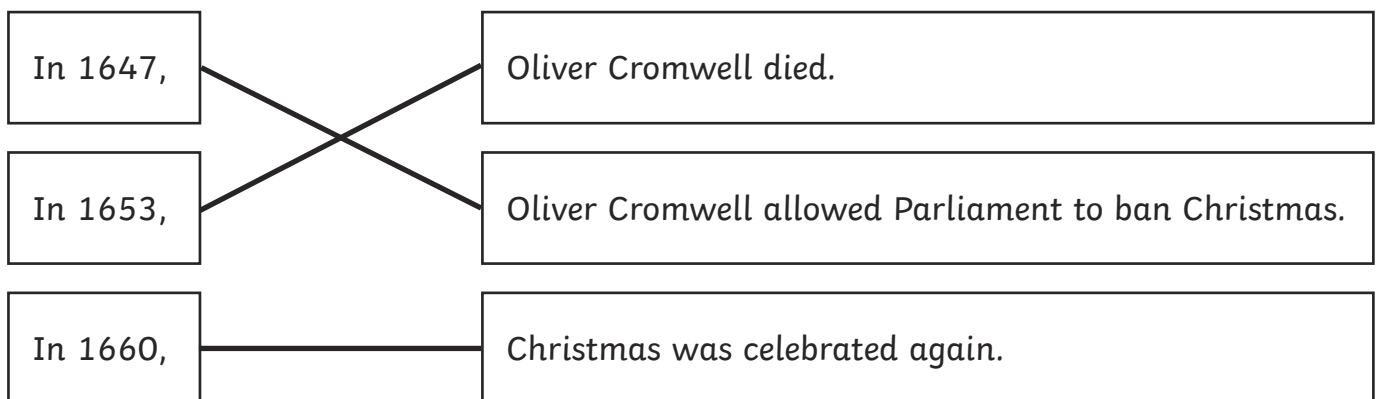 In 1647,
Oliver Cromwell died.
In 1653,
Oliver Cromwell allowed Parliament to ban Christmas.
In 1660,
Christmas was celebrated again.